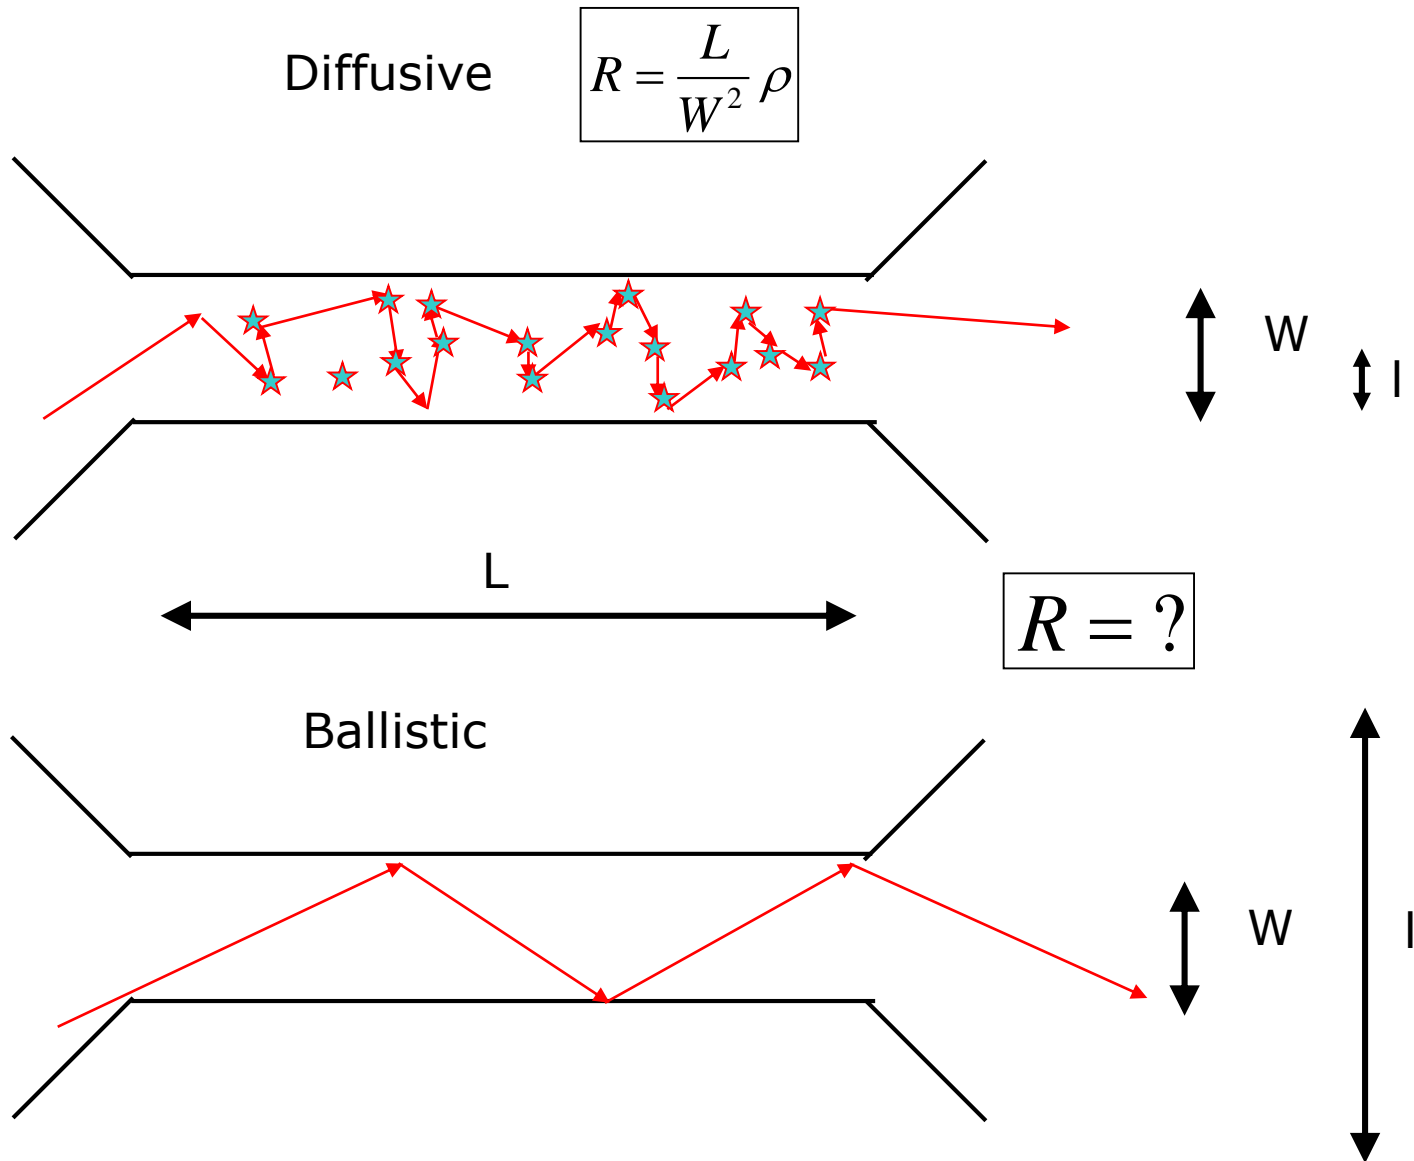 Diffusive
R = L/W² ρ
W
l
L
R = ?
Ballistic
W
l